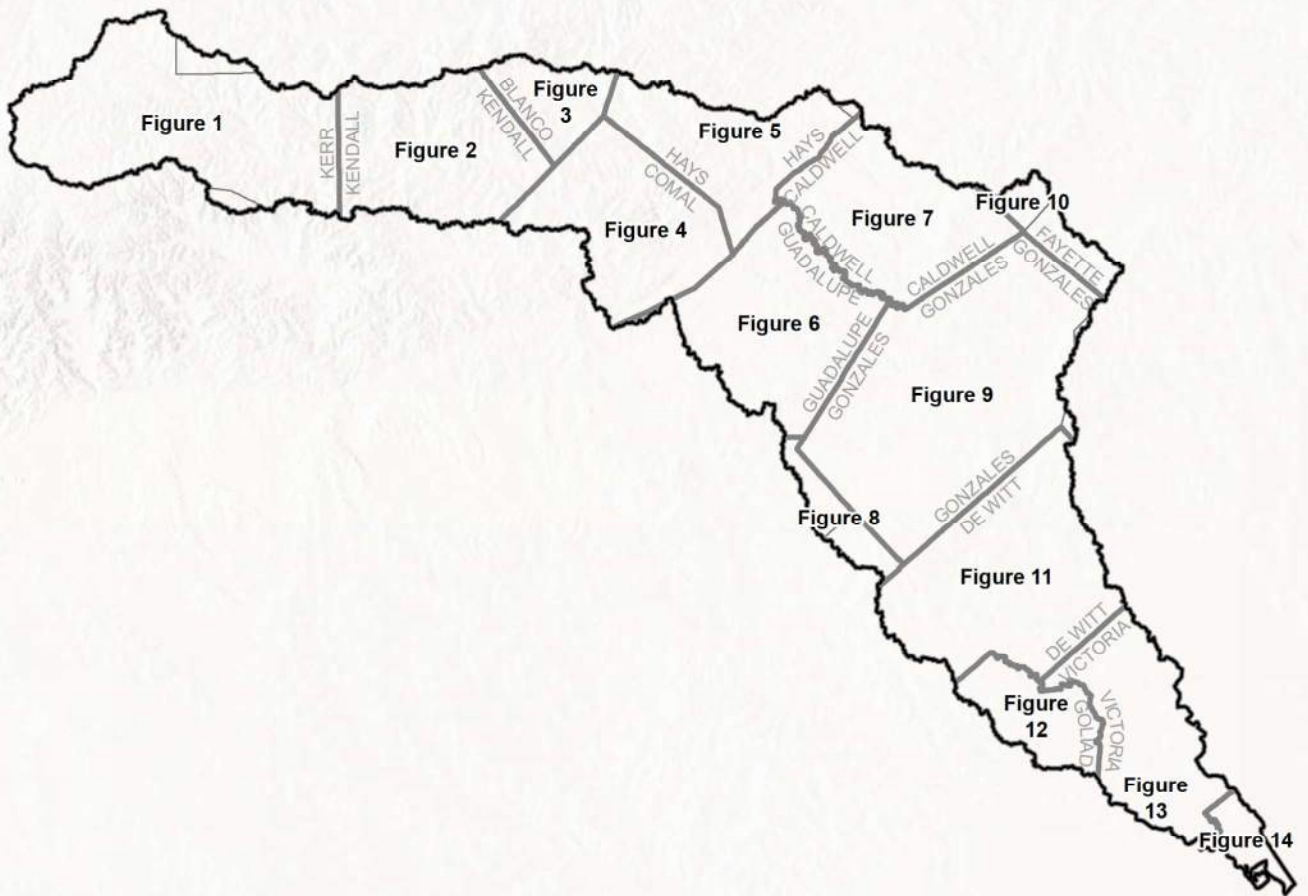 Figure 1
KERR
KENDALL
Figure 2
BLANCO
KENDALL
Figure
3
Figure 4
HAYS
COMAL
Figure 5
HAYS
CALDWELL
CALDWELL
GUADALUPE
Figure 6
Figure 7
CALDWELL
GONZALES
Figure 10
FAYETTE
GONZALES
GUADALUPE
GONZALES
Figure 8
Figure 9
GONZALES
DE WITT
Figure 11
DE WITT
VICTORIA
Figure
12
GOLIAD
VICTORIA
Figure
13
Figure 14